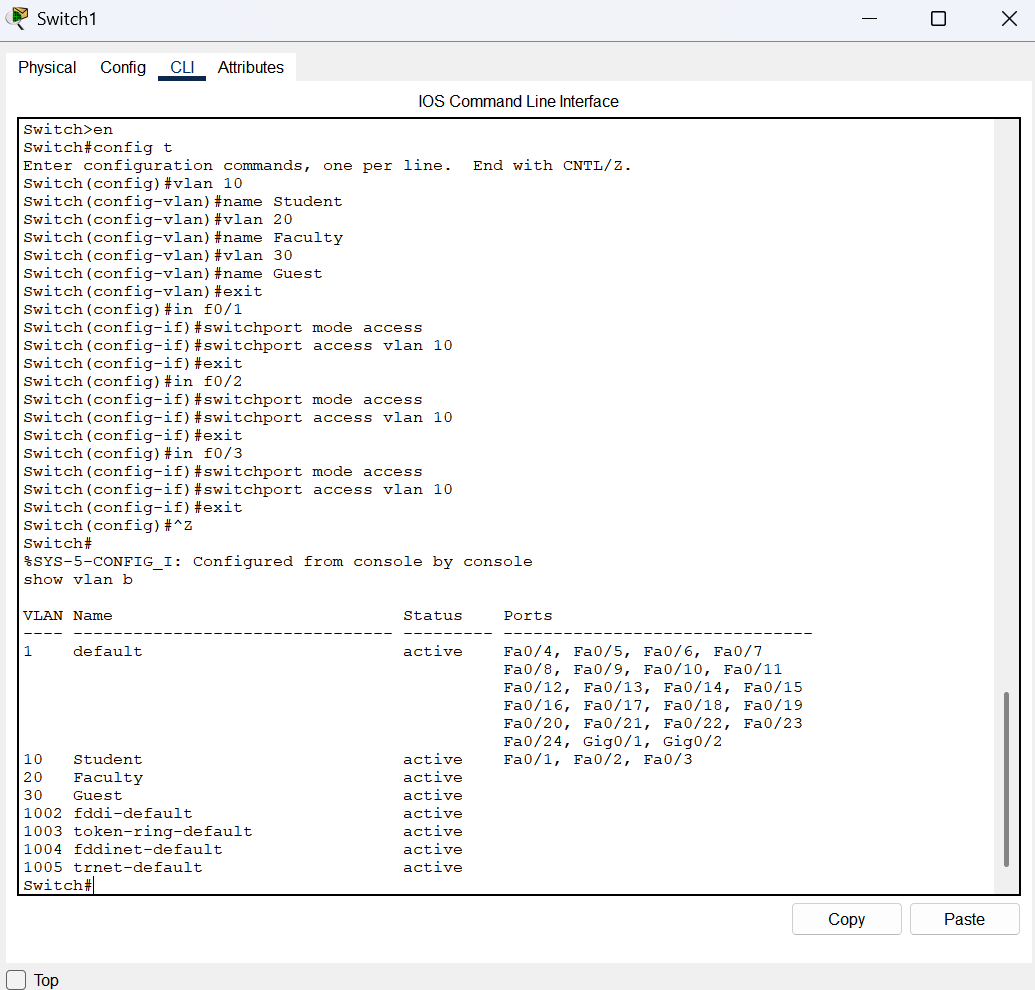 Switch1
Physical Config CLI Attributes
IOS Command Line Interface
Switch>en
Switch#config t
Enter configuration commands, one per line.  End with CNTL/Z.
Switch(config)#vlan 10
Switch(config-vlan)#name Student
Switch(config-vlan)#vlan 20
Switch(config-vlan)#name Faculty
Switch(config-vlan)#vlan 30
Switch(config-vlan)#name Guest
Switch(config-vlan)#exit
Switch(config)#in f0/1
Switch(config-if)#switchport mode access
Switch(config-if)#switchport access vlan 10
Switch(config-if)#exit
Switch(config)#in f0/2
Switch(config-if)#switchport mode access
Switch(config-if)#switchport access vlan 10
Switch(config-if)#exit
Switch(config)#in f0/3
Switch(config-if)#switchport mode access
Switch(config-if)#switchport access vlan 10
Switch(config-if)#exit
Switch(config)#^Z
Switch#
%SYS-5-CONFIG_I: Configured from console by console
show vlan b

VLAN Name                             Status    Ports
---- -------------------------------- --------- -------------------------------
1    default                          active    Fa0/4, Fa0/5, Fa0/6, Fa0/7
                                                Fa0/8, Fa0/9, Fa0/10, Fa0/11
                                                Fa0/12, Fa0/13, Fa0/14, Fa0/15
                                                Fa0/16, Fa0/17, Fa0/18, Fa0/19
                                                Fa0/20, Fa0/21, Fa0/22, Fa0/23
                                                Fa0/24, Gig0/1, Gig0/2
10   Student                          active    Fa0/1, Fa0/2, Fa0/3
20   Faculty                          active
30   Guest                            active
1002 fddi-default                     active
1003 token-ring-default               active
1004 fddinet-default                  active
1005 trnet-default                    active
Switch#
Copy Paste
Top